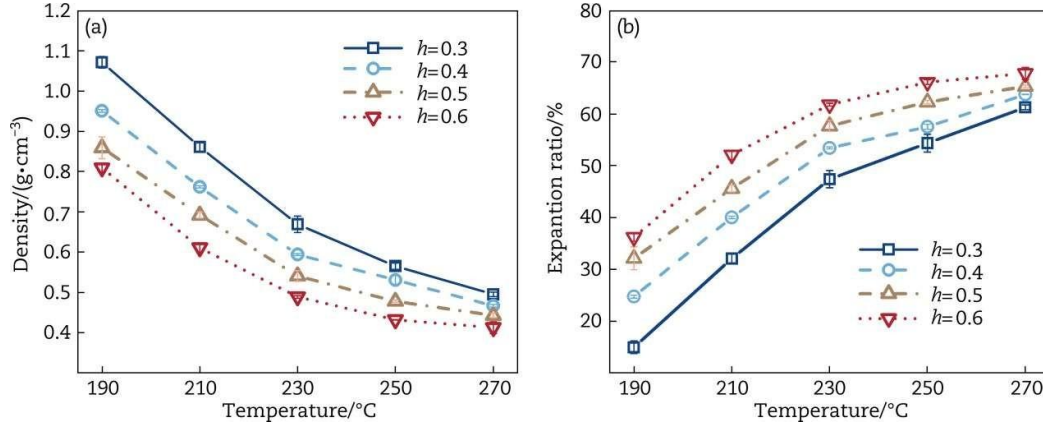 (a)
h=0.3
h=0.4
h=0.5
h=0.6
Density/(g•cm⁻³)
1.2
1.1
1.0
0.9
0.8
0.7
0.6
0.5
0.4
190 210 230 250 270
Temperature/°C
(b)
Expantion ratio/%
80
70
60
50
40
30
20
h=0.3
h=0.4
h=0.5
h=0.6
190 210 230 250 270
Temperature/°C